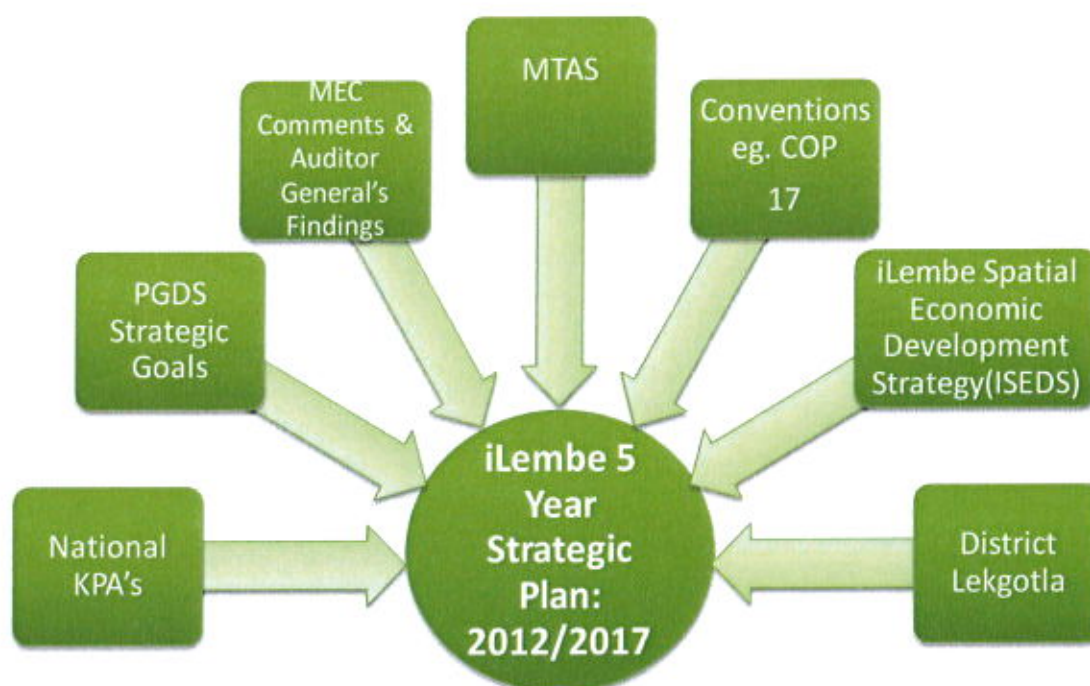 MTAS
MEC
Comments &
Auditor
General's
Findings
Conventions
eg. COP
17
PGDS
Strategic
Goals
iLembe Spatial
Economic
Development
Strategy(ISEDS)
National
KPA's
iLembe 5
Year
Strategic
Plan:
2012/2017
District
Lekgotla